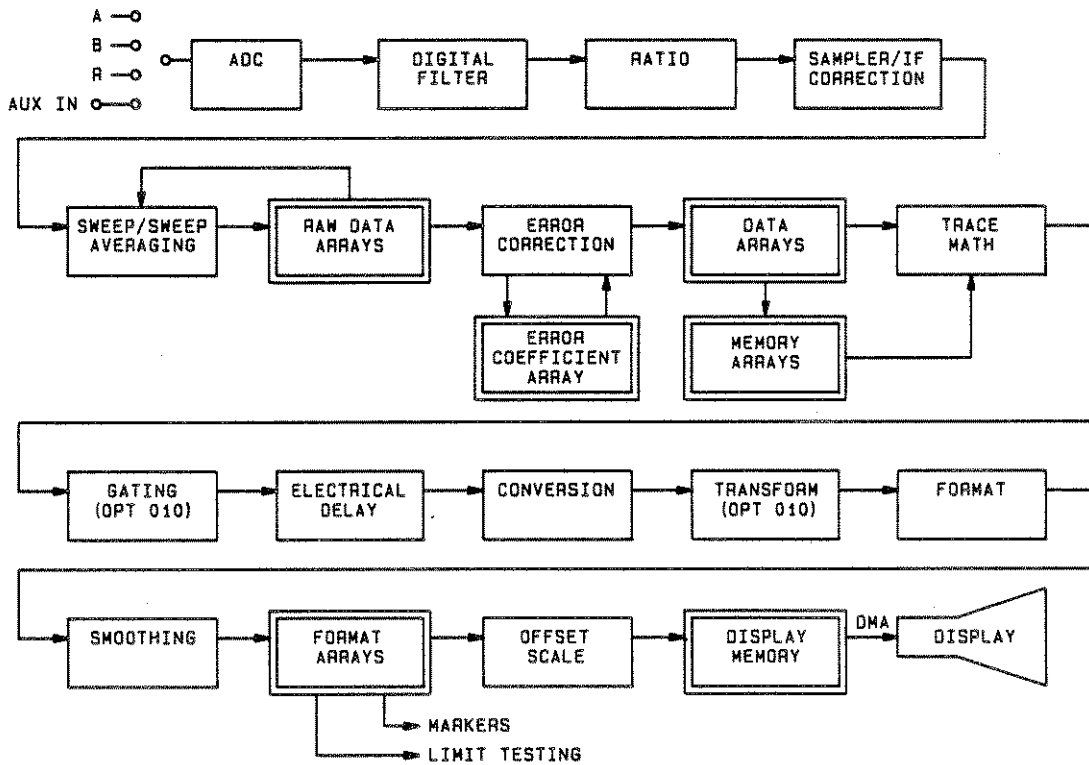 A
B
R
AUX IN
ADC
DIGITAL
FILTER
RATIO
SAMPLER/IF
CORRECTION
SWEEP/SWEEP
AVERAGING
RAW DATA
ARRAYS
ERROR
CORRECTION
DATA
ARRAYS
TRACE
MATH
ERROR
COEFFICIENT
ARRAY
MEMORY
ARRAYS
GATING
(OPT 010)
ELECTRICAL
DELAY
CONVERSION
TRANSFORM
(OPT 010)
FORMAT
SMOOTHING
FORMAT
ARRAYS
OFFSET
SCALE
DISPLAY
MEMORY
DMA
DISPLAY
MARKERS
LIMIT TESTING